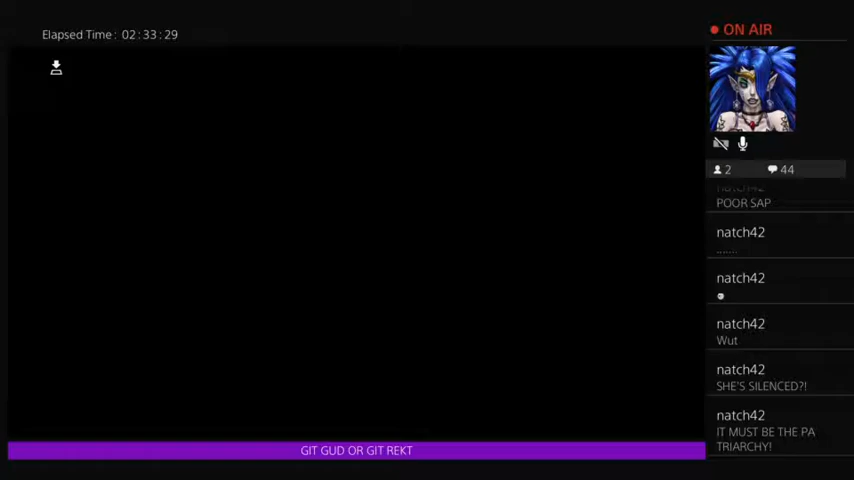 Elapsed Time: 02:33:29
ON AIR
2 44
natch42
POOR SAP
natch42
.......
natch42
natch42
Wut
natch42
SHE'S SILENCED?!
natch42
IT MUST BE THE PA
TRIARCHY!
GIT GUD OR GIT REKT